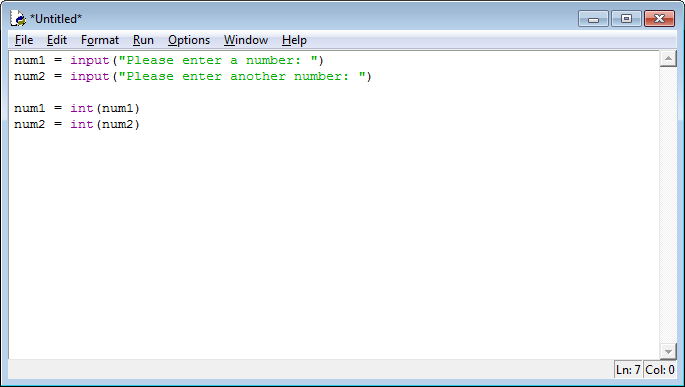 *Untitled*
File Edit Format Run Options Window Help
num1 = input("Please enter a number: ")
num2 = input("Please enter another number: ")
num1 = int(num1)
num2 = int(num2)
Ln: 7 Col: 0